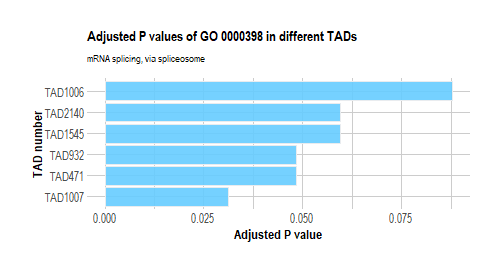 Adjusted P values of GO 0000398 in different TADs
mRNA splicing, via spliceosome
TAD1006
TAD2140
TAD1545
TAD932
TAD471
TAD1007
TAD number
0.000 0.025 0.050 0.075
Adjusted P value